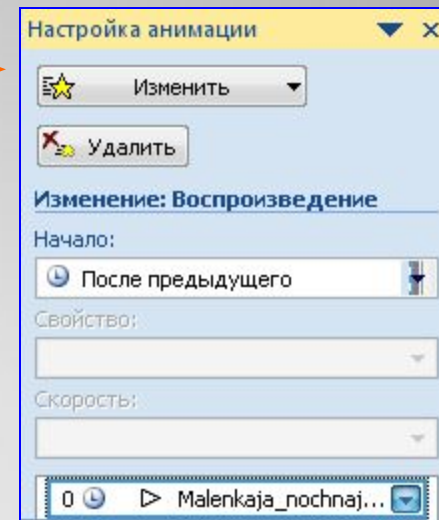 Настройка анимации
Изменить
Удалить
Изменение: Воспроизведение
Начало:
После предыдущего
Свойство:
Скорость:
0 Malenkaja_nochnaj...